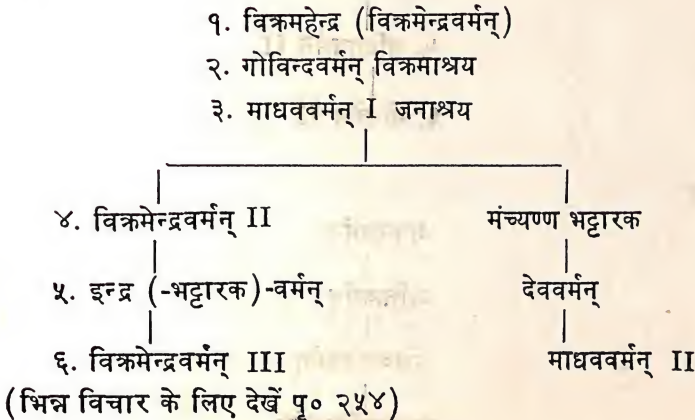 १. विक्रमहेन्द्र (विक्रमेन्द्रवर्मन्)
२. गोविन्दवर्मन् विक्रमाश्रय
३. माधववर्मन् I जनाश्रय
४. विक्रमेन्द्रवर्मन् II मंच्यण्ण भट्टारक
५. इन्द्र (-भट्टारक)-वर्मन् देववर्मन्
६. विक्रमेन्द्रवर्मन् III माधववर्मन् II
(भिन्न विचार के लिए देखें पृ० २५४)